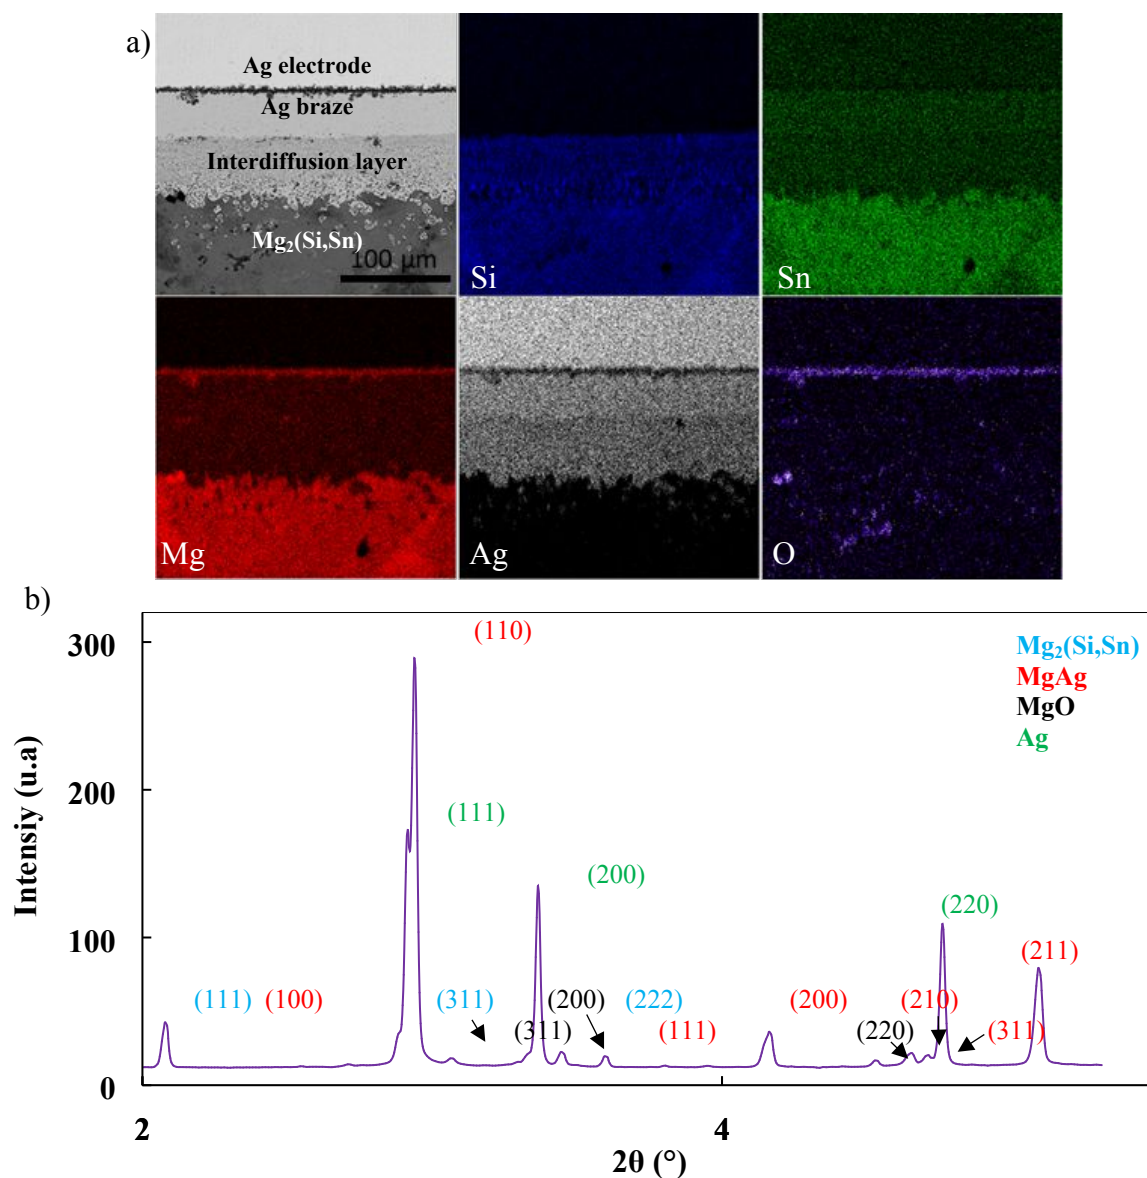 a)
Ag electrode
Ag braze
Interdiffusion layer
Mg₂(Si,Sn)
100 µm
Si
Sn
Mg
Ag
O
b)
(110)
Mg₂(Si,Sn)
MgAg
MgO
Ag
300
(111)
200
(200)
(220)
(211)
100
(111) (100) (311) (200) (222) (200) (210)
(311) (111) (220) (311)
0
2 4
2θ (°)
Intensiy (u.a)